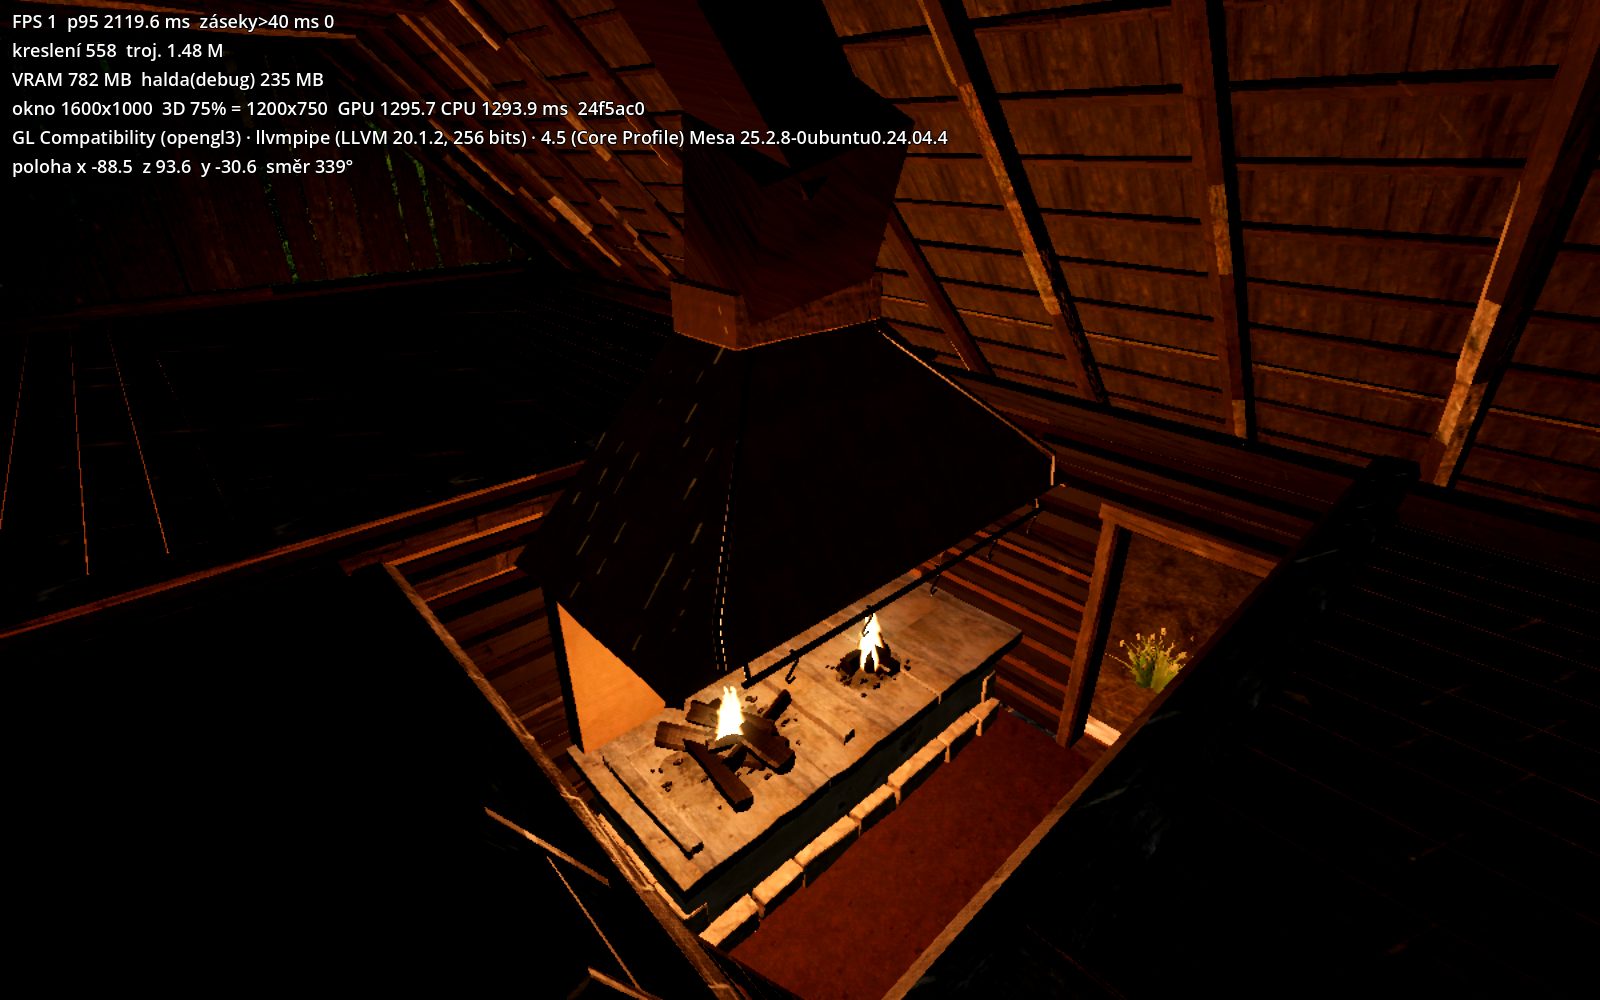 FPS 1  p95 2119.6 ms  záseky>40 ms 0
kreslení 558  troj. 1.48 M
VRAM 782 MB  halda(debug) 235 MB
okno 1600x1000  3D 75% = 1200x750  GPU 1295.7 CPU 1293.9 ms  24f5ac0
GL Compatibility (opengl3) · llvmpipe (LLVM 20.1.2, 256 bits) · 4.5 (Core Profile) Mesa 25.2.8-0ubuntu0.24.04.4
poloha x -88.5  z 93.6  y -30.6  směr 339°